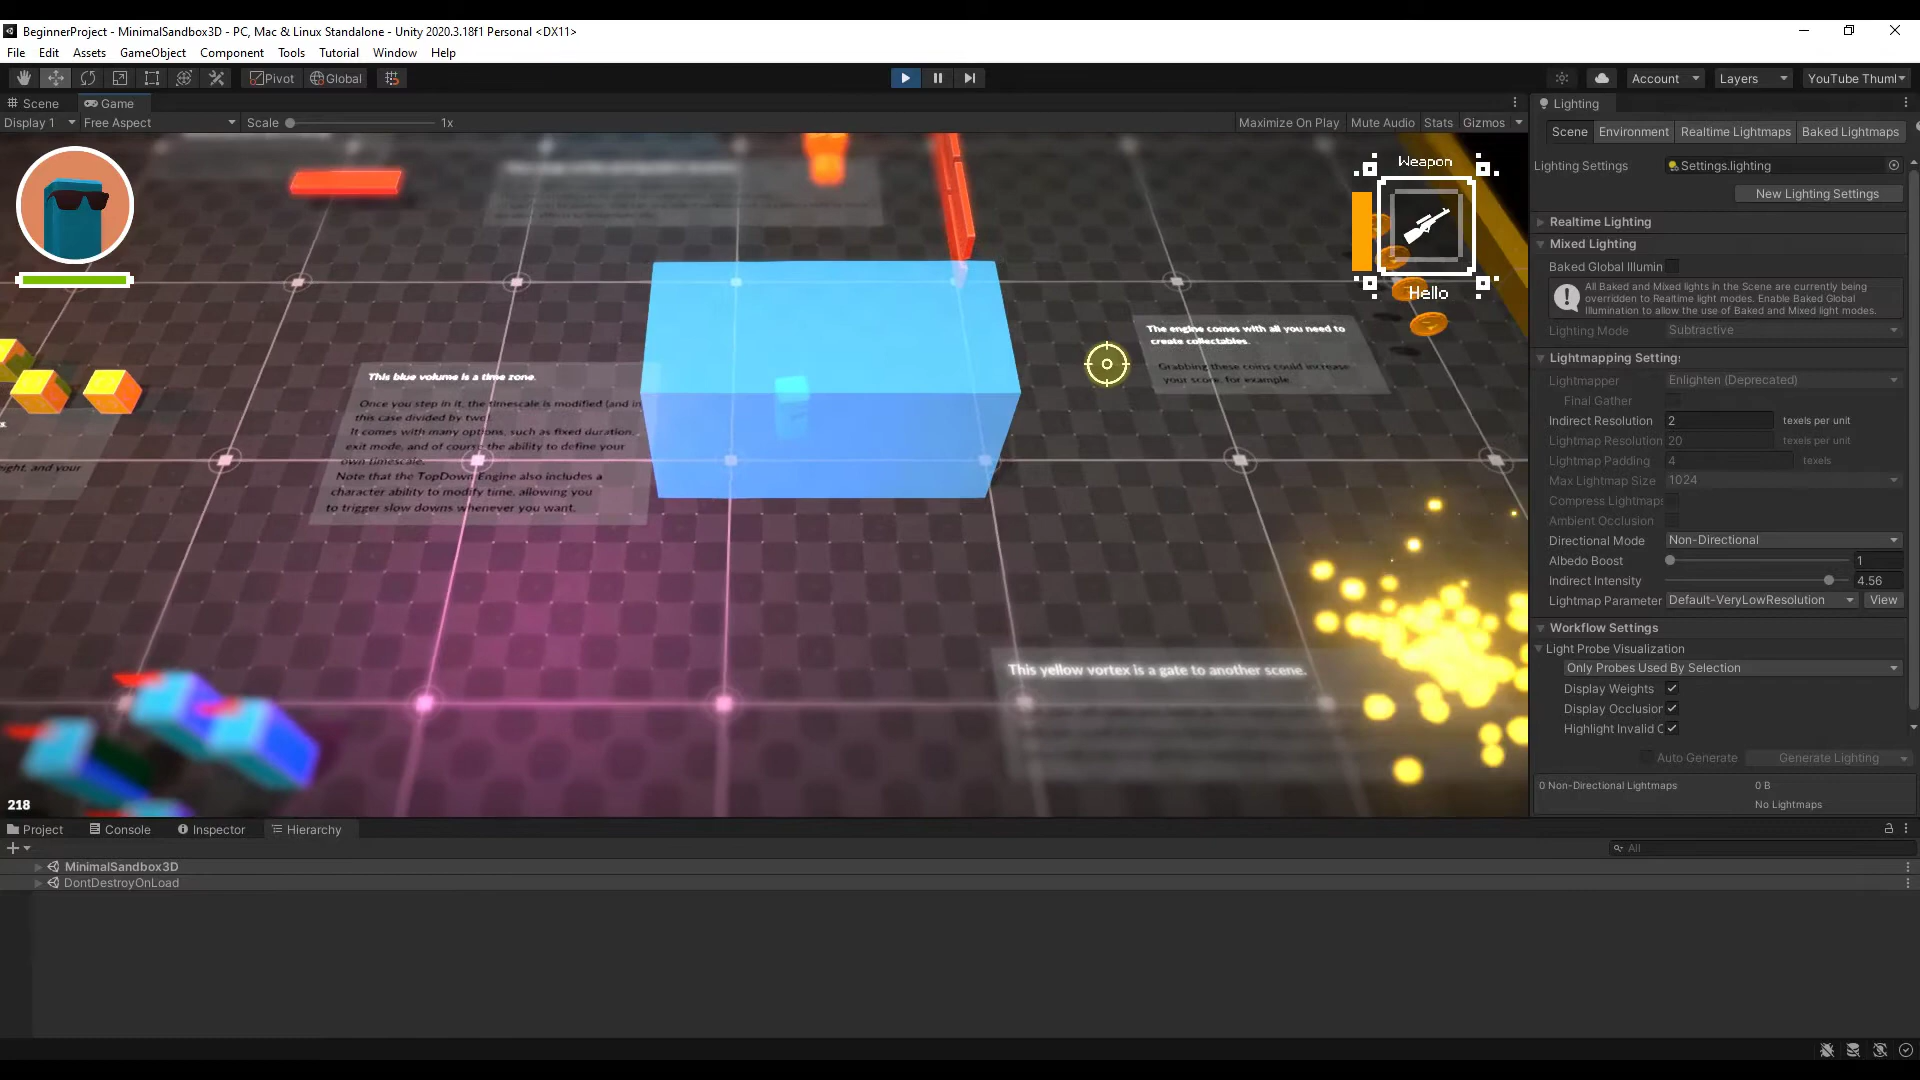 BeginnerProject - MinimalSandbox3D - PC, Mac & Linux Standalone - Unity 2020.3.18f1 Personal <DX11>
File Edit Assets GameObject Component Tools Tutorial Window Help
Pivot Global Account Layers YouTube Thuml
Scene Game
Display 1 Free Aspect Scale 1x Maximize On Play Mute Audio Stats Gizmos
Weapon
Hello
The engine comes with all you need to
create collectables.
Grabbing these coins could increase
your score, for example.
This blue volume is a time zone.
Once you step in it, the timescale is modified (and in
this case divided by two).
It comes with many options, such as fixed duration,
exit mode, and of course the ability to define your
own timescale.
Note that the TopDown Engine also includes a
character ability to modify time, allowing you
to trigger slow downs whenever you want.
eight, and your
This yellow vortex is a gate to another scene.
218
Lighting
Scene Environment Realtime Lightmaps Baked Lightmaps
Lighting Settings Settings.lighting
New Lighting Settings
Realtime Lighting
Mixed Lighting
Baked Global Illumin
All Baked and Mixed lights in the Scene are currently being
overridden to Realtime light modes. Enable Baked Global
Illumination to allow the use of Baked and Mixed light modes.
Lighting Mode Subtractive
Lightmapping Settings
Lightmapper Enlighten (Deprecated)
Final Gather
Indirect Resolution 2 texels per unit
Lightmap Resolution 20 texels per unit
Lightmap Padding 4 texels
Max Lightmap Size 1024
Compress Lightmaps
Ambient Occlusion
Directional Mode Non-Directional
Albedo Boost 1
Indirect Intensity 4.56
Lightmap Parameter Default-VeryLowResolution View
Workflow Settings
Light Probe Visualization
Only Probes Used By Selection
Display Weights
Display Occlusion
Highlight Invalid C
Auto Generate Generate Lighting
0 Non-Directional Lightmaps 0 B
No Lightmaps
Project Console Inspector Hierarchy
All
MinimalSandbox3D
DontDestroyOnLoad